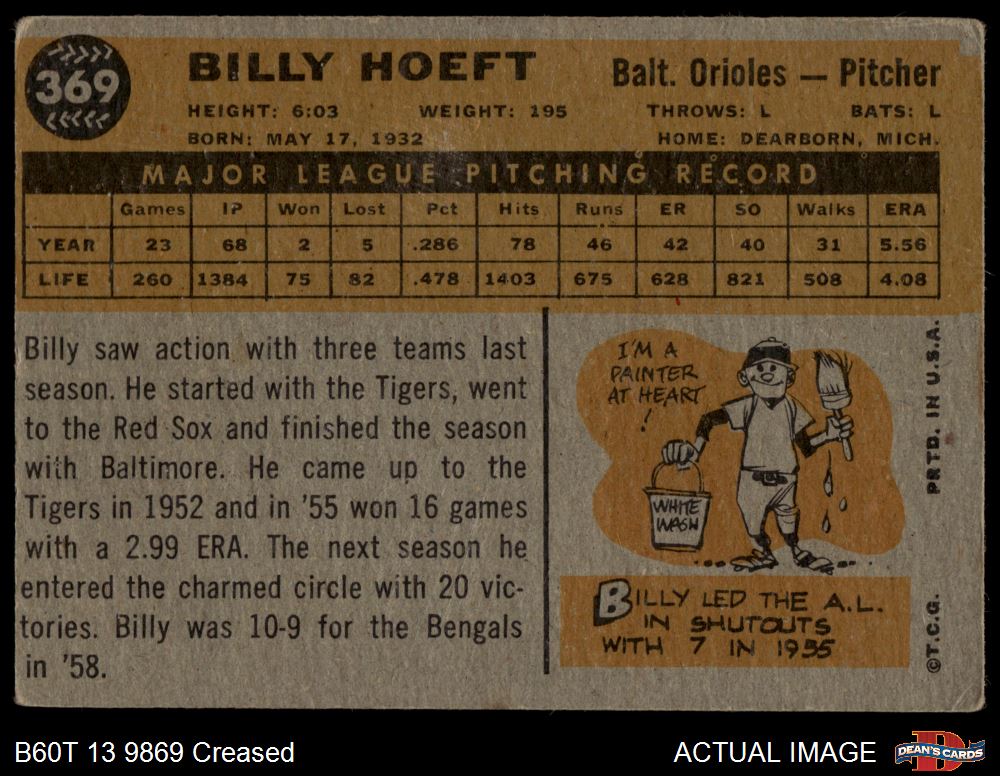 369
BILLY HOEFT
Balt. Orioles — Pitcher
HEIGHT: 6:03 WEIGHT: 195 THROWS: L BATS: L
BORN: MAY 17, 1932 HOME: DEARBORN, MICH.
MAJOR LEAGUE PITCHING RECORD
Games IP Won Lost Pct Hits Runs ER SO Walks ERA
YEAR 23 68 2 5 .286 78 46 42 40 31 5.56
LIFE 260 1384 75 82 .478 1403 675 628 821 508 4.08
Billy saw action with three teams last
season. He started with the Tigers, went
to the Red Sox and finished the season
with Baltimore. He came up to the
Tigers in 1952 and in '55 won 16 games
with a 2.99 ERA. The next season he
entered the charmed circle with 20 vic-
tories. Billy was 10-9 for the Bengals
in '58.
I'M A
PAINTER
AT HEART
!
WHITE
WASH
BILLY LED THE A.L.
IN SHUTOUTS
WITH 7 IN 1955
©T.C.G. PRTD. IN U.S.A.
B60T 13 9869 Creased
ACTUAL IMAGE
D
DEAN'S CARDS